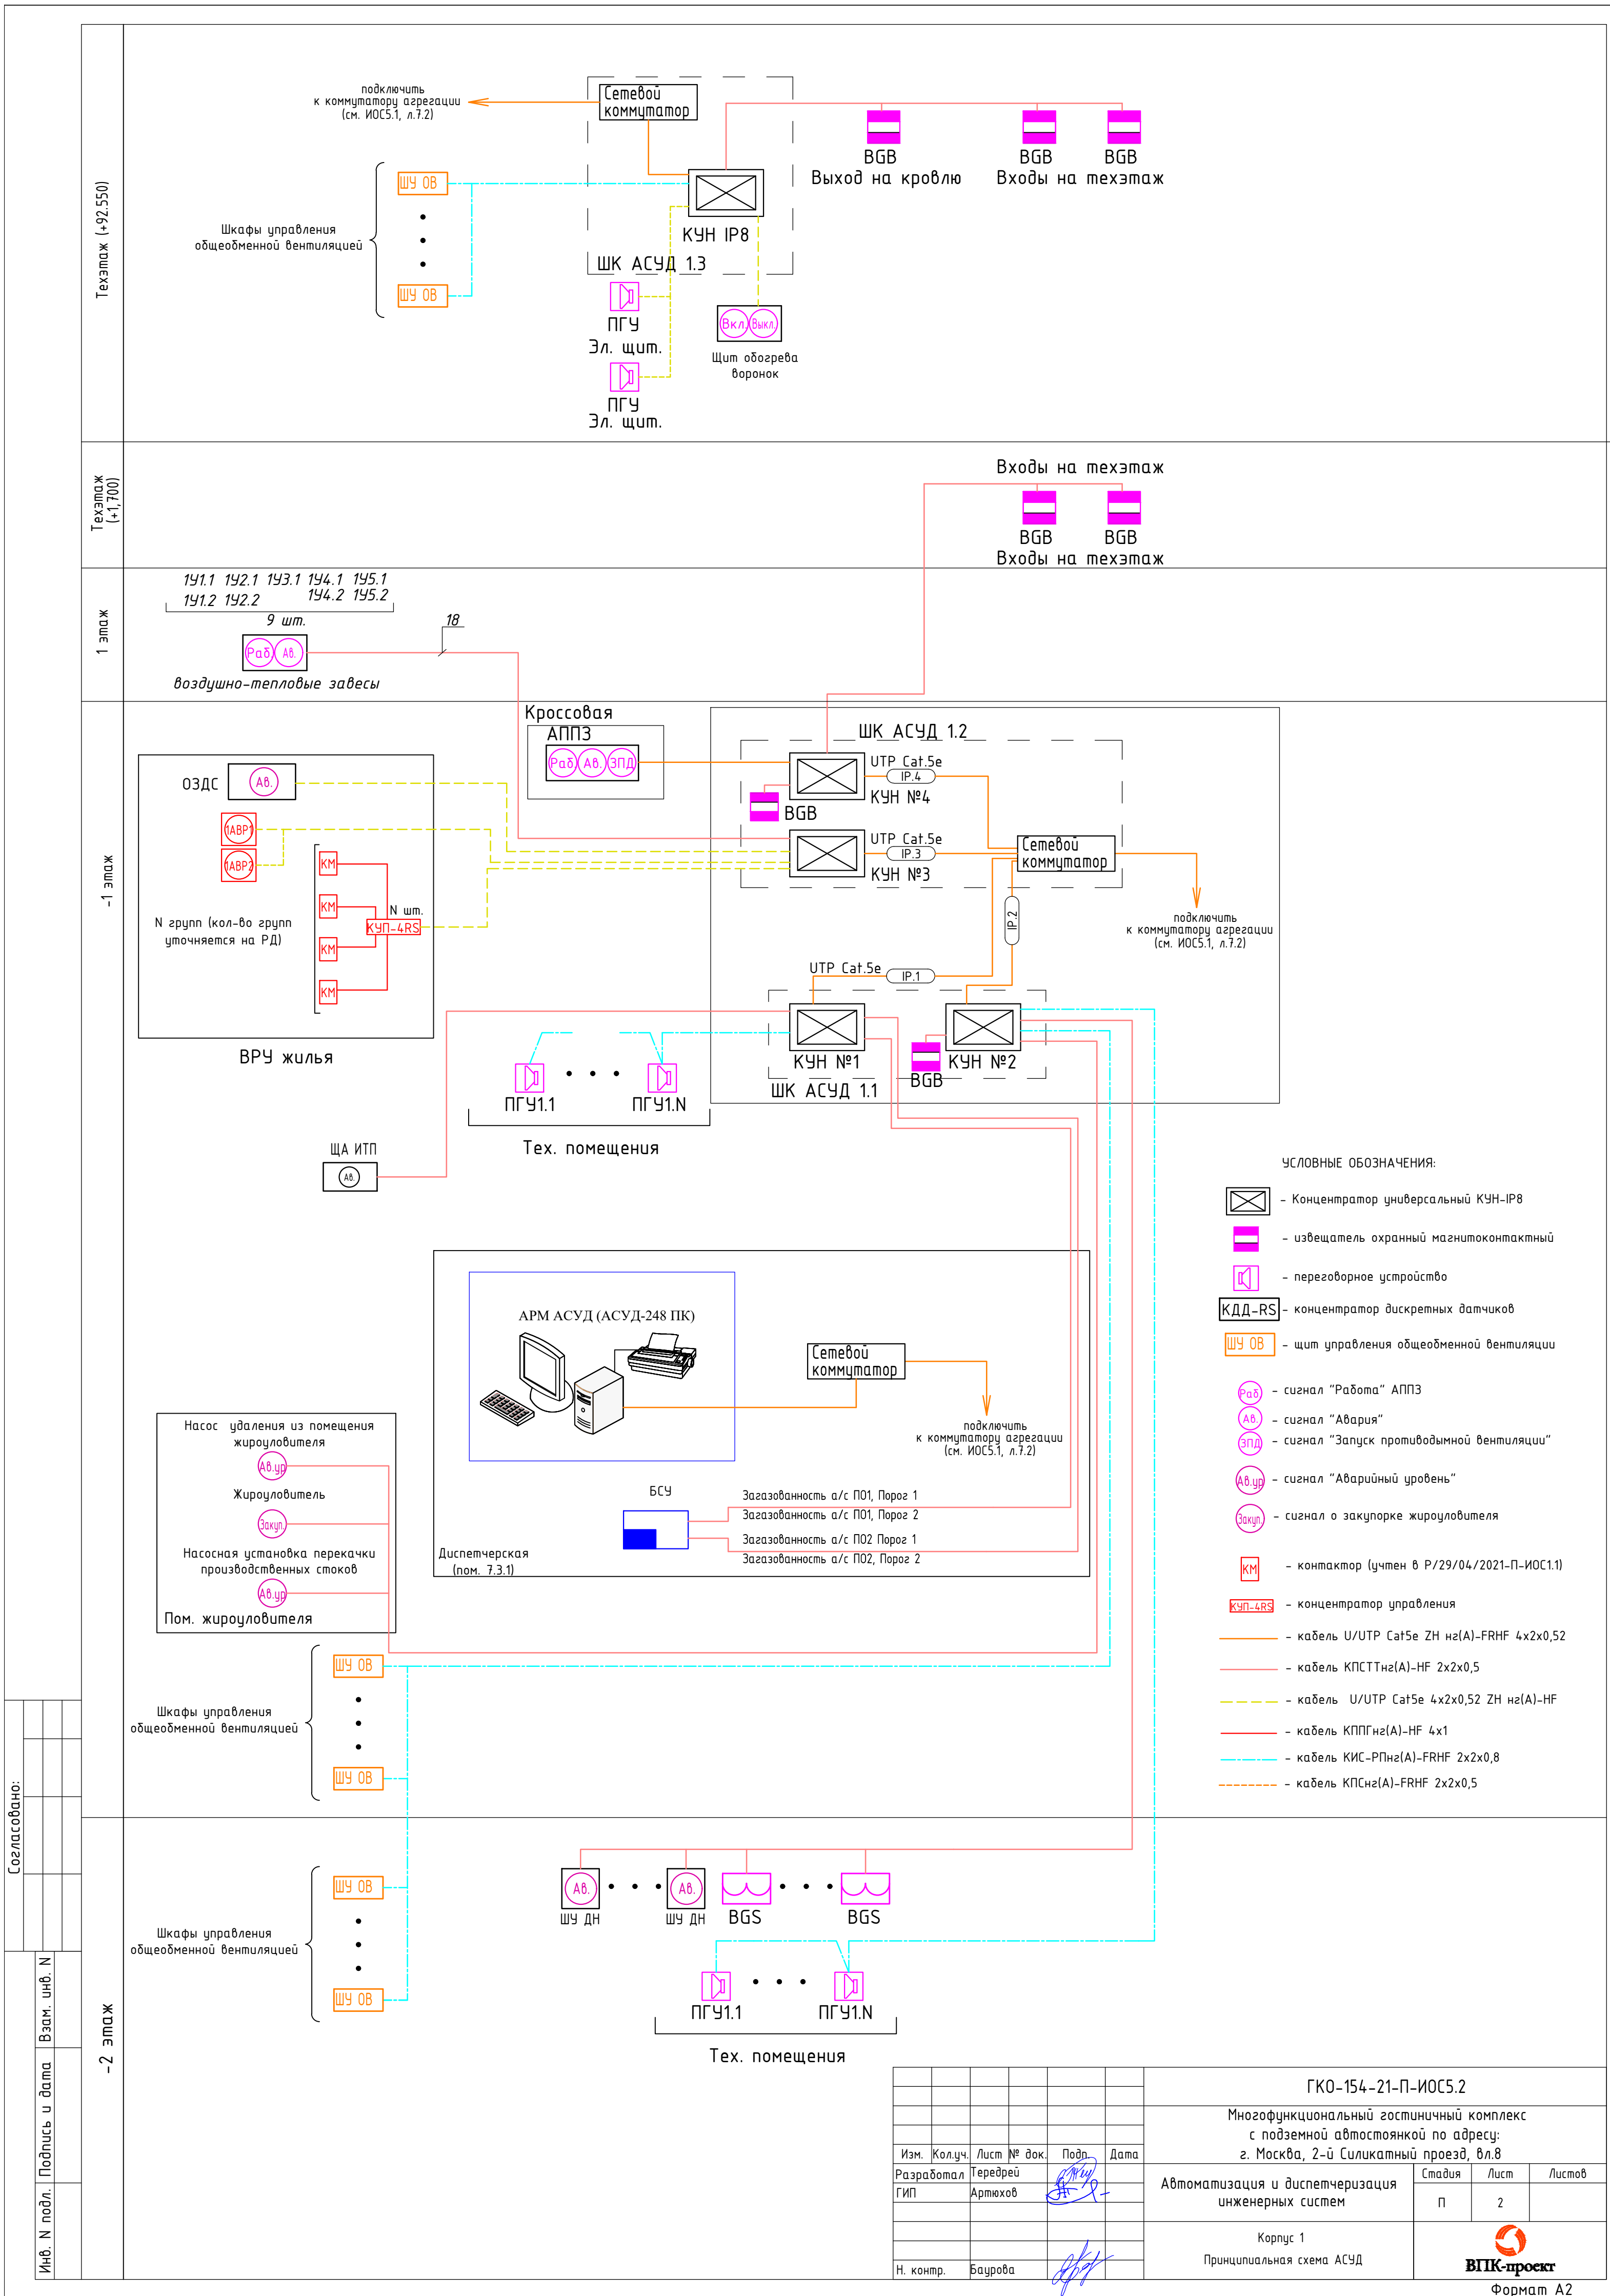 Техэтаж (+92.550)
подключить
к коммутатору агрегации
(см. ИОС5.1, л.7.2)
Сетевой
коммутатор
BGB
Выход на кровлю
BGB
BGB
Входы на техэтаж
ШУ ОВ
Шкафы управления
общеобменной вентиляцией
ШУ ОВ
КУН IP8
ШК АСУД 1.3
ПГУ
Эл. щит.
ПГУ
Эл. щит.
Вкл.
Выкл.
Щит обогрева
воронок
Техэтаж
(+1,700)
Входы на техэтаж
BGB
BGB
Входы на техэтаж
1 этаж
1У1.1 1У2.1 1У3.1 1У4.1 1У5.1
1У1.2 1У2.2 1У4.2 1У5.2
9 шт.
18
Раб.
Ав.
воздушно-тепловые завесы
-1 этаж
Кроссовая
АППЗ
Раб.
Ав.
ЗПД
ШК АСУД 1.2
UTP Cat.5e
IP.4
КУН №4
BGB
UTP Cat.5e
IP.3
КУН №3
Сетевой
коммутатор
IP.2
подключить
к коммутатору агрегации
(см. ИОС5.1, л.7.2)
UTP Cat.5e
IP.1
КУН №1
КУН №2
BGB
ШК АСУД 1.1
ОЗДС
Ав.
1АВР1
1АВР2
КМ
КМ
КМ
КМ
N шт.
КУП-4RS
N групп (кол-во групп
уточняется на РД)
ВРУ жилья
ПГУ1.1
ПГУ1.N
Тех. помещения
ЩА ИТП
Ав.
АРМ АСУД (АСУД-248 ПК)
Сетевой
коммутатор
подключить
к коммутатору агрегации
(см. ИОС5.1, л.7.2)
БСУ
Загазованность а/с ПО1, Порог 1
Загазованность а/с ПО1, Порог 2
Загазованность а/с ПО2 Порог 1
Загазованность а/с ПО2, Порог 2
Диспетчерская
(пом. 7.3.1)
Насос удаления из помещения
жироуловителя
Ав.ур
Жироуловитель
Закуп.
Насосная установка перекачки
производственных стоков
Ав.ур
Пом. жироуловителя
ШУ ОВ
Шкафы управления
общеобменной вентиляцией
ШУ ОВ
УСЛОВНЫЕ ОБОЗНАЧЕНИЯ:
- Концентратор универсальный КУН-IP8
- извещатель охранный магнитоконтактный
- переговорное устройство
КДД-RS - концентратор дискретных датчиков
ШУ ОВ - щит управления общеобменной вентиляции
Раб - сигнал "Работа" АППЗ
Ав. - сигнал "Авария"
ЗПД - сигнал "Запуск противодымной вентиляции"
Ав.ур - сигнал "Аварийный уровень"
Закуп. - сигнал о закупорке жироуловителя
КМ - контактор (учтен в Р/29/04/2021-П-ИОС1.1)
КУП-4RS - концентратор управления
- кабель U/UTP Cat5e ZH нг(А)-FRHF 4х2х0,52
- кабель КПСТТнг(А)-HF 2х2х0,5
- кабель U/UTP Cat5e 4х2х0,52 ZH нг(А)-HF
- кабель КППГнг(А)-HF 4х1
- кабель КИС-РПнг(А)-FRHF 2х2х0,8
- кабель КПСнг(А)-FRHF 2х2х0,5
-2 этаж
ШУ ОВ
Шкафы управления
общеобменной вентиляцией
ШУ ОВ
Ав.
ШУ ДН
Ав.
ШУ ДН
BGS
BGS
ПГУ1.1
ПГУ1.N
Тех. помещения
Согласовано:
Взам. инв. N
Подпись и дата
Инв. N подл.
ГКО-154-21-П-ИОС5.2
Многофункциональный гостиничный комплекс
с подземной автостоянкой по адресу:
г. Москва, 2-й Силикатный проезд, вл.8
Изм. Кол.уч. Лист № док. Подп. Дата
Разработал Тередрей
ГИП Артюхов
Н. контр. Баурова
Автоматизация и диспетчеризация
инженерных систем
Стадия Лист Листов
П 2
Корпус 1
Принципиальная схема АСУД
ВПК-проект
Формат А2